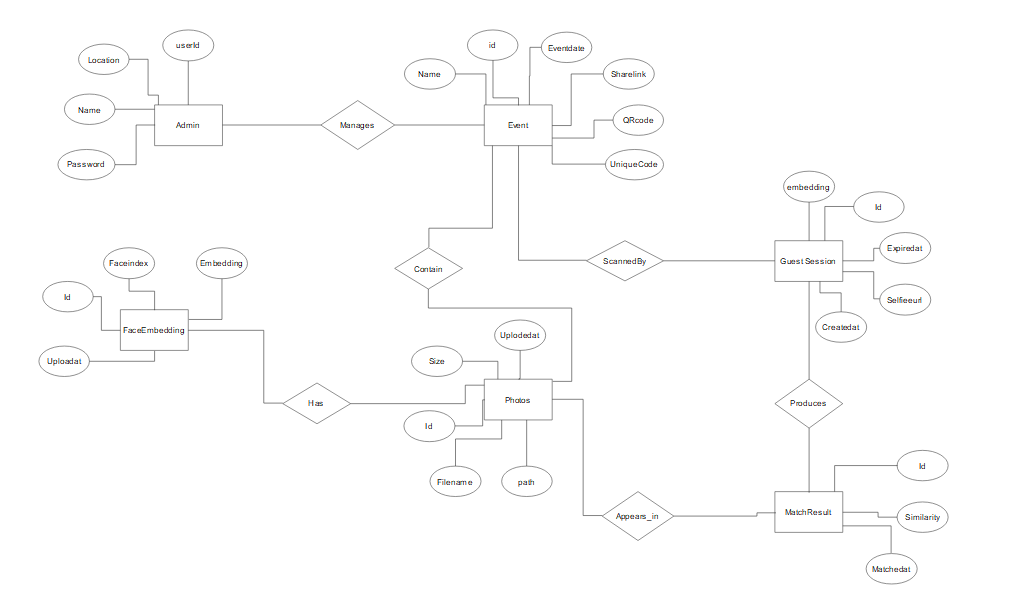 userId
Location
Name
Password
Admin
Manages
id
Name
Eventdate
Sharelink
QRcode
UniqueCode
Event
embedding
Id
Expiredat
Selfieeurl
Createdat
Guest Session
ScannedBy
Contain
Faceindex
Embedding
Id
Uploadat
FaceEmbedding
Has
Uplodedat
Size
Id
Filename
path
Photos
Produces
Appears_in
Id
Similarity
Matchedat
MatchResult